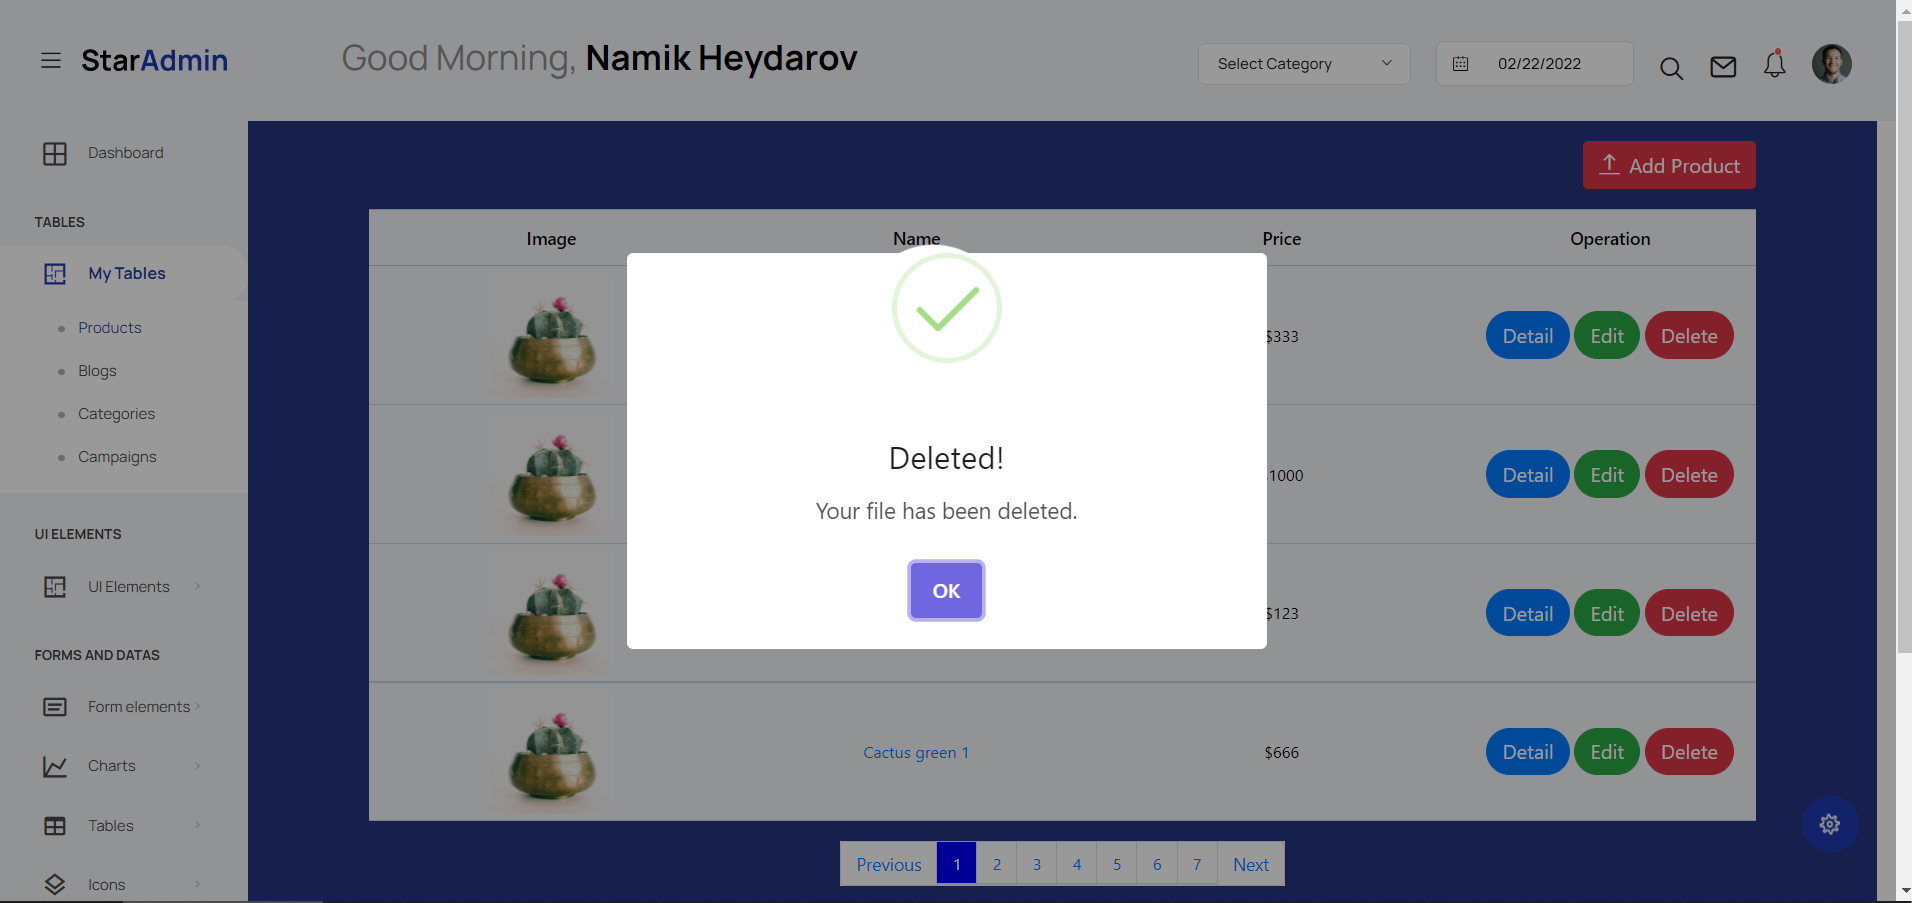 StarAdmin
Good Morning, Namik Heydarov
Select Category
02/22/2022
Dashboard
TABLES
My Tables
Products
Blogs
Categories
Campaigns
UI ELEMENTS
UI Elements
FORMS AND DATAS
Form elements
Charts
Tables
Icons
Add Product
Image Name Price Operation
$333 Detail Edit Delete
1000 Detail Edit Delete
$123 Detail Edit Delete
Cactus green 1 $666 Detail Edit Delete
Deleted!
Your file has been deleted.
OK
Previous 1 2 3 4 5 6 7 Next